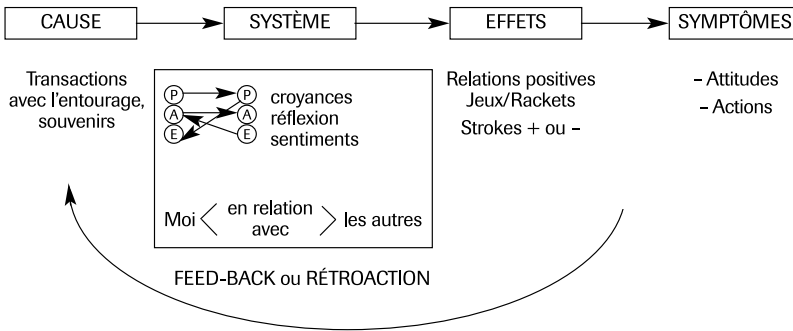 CAUSE
SYSTÈME
EFFETS
SYMPTÔMES
Transactions
avec l'entourage,
souvenirs
P P croyances
A A réflexion
E E sentiments
Moi en relation avec les autres
Relations positives
Jeux/Rackets
Strokes + ou –
– Attitudes
– Actions
FEED-BACK ou RÉTROACTION